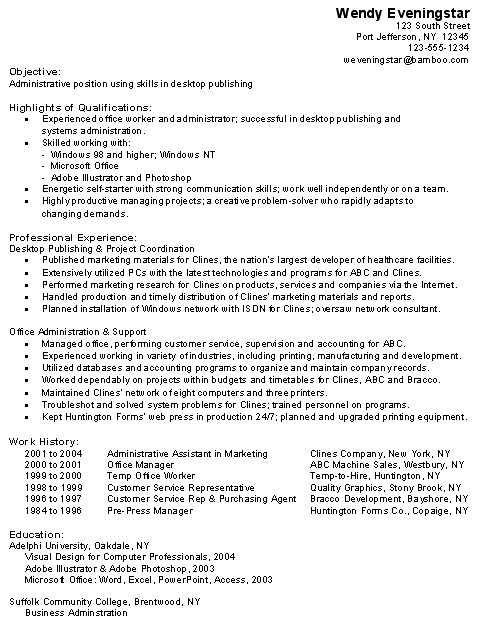 Wendy Eveningstar
123 South Street
Port Jefferson, NY 12345
123-555-1234
weveningstar@bamboo.com
Objective:
Administrative position using skills in desktop publishing
Highlights of Qualifications:
• Experienced office worker and administrator; successful in desktop publishing and
systems administration.
• Skilled working with:
- Windows 98 and higher; Windows NT
- Microsoft Office
- Adobe Illustrator and Photoshop
• Energetic self-starter with strong communication skills; work well independently or on a team.
• Highly productive managing projects; a creative problem-solver who rapidly adapts to
changing demands.
Professional Experience:
Desktop Publishing & Project Coordination
• Published marketing materials for Clines, the nation's largest developer of healthcare facilities.
• Extensively utilized PCs with the latest technologies and programs for ABC and Clines.
• Performed marketing research for Clines on products, services and companies via the Internet.
• Handled production and timely distribution of Clines' marketing materials and reports.
• Planned installation of Windows network with ISDN for Clines; oversaw network consultant.
Office Administration & Support
• Managed office, performing customer service, supervision and accounting for ABC.
• Experienced working in variety of industries, including printing, manufacturing and development.
• Utilized databases and accounting programs to organize and maintain company records.
• Worked dependably on projects within budgets and timetables for Clines, ABC and Bracco.
• Maintained Clines' network of eight computers and three printers.
• Troubleshot and solved system problems for Clines; trained personnel on programs.
• Kept Huntington Forms' web press in production 24/7; planned and upgraded printing equipment.
Work History:
2001 to 2004 Administrative Assistant in Marketing Clines Company, New York, NY
2000 to 2001 Office Manager ABC Machine Sales, Westbury, NY
1999 to 2000 Temp Office Worker Temp-to-Hire, Huntington, NY
1998 to 1999 Customer Service Representative Quality Graphics, Stony Brook, NY
1996 to 1997 Customer Service Rep & Purchasing Agent Bracco Development, Bayshore, NY
1984 to 1996 Pre-Press Manager Huntington Forms Co., Copaige, NY
Education:
Adelphi University, Oakdale, NY
Visual Design for Computer Professionals, 2004
Adobe Illustrator & Adobe Photoshop, 2003
Microsoft Office: Word, Excel, PowerPoint, Access, 2003
Suffolk Community College, Brentwood, NY
Business Adminstration